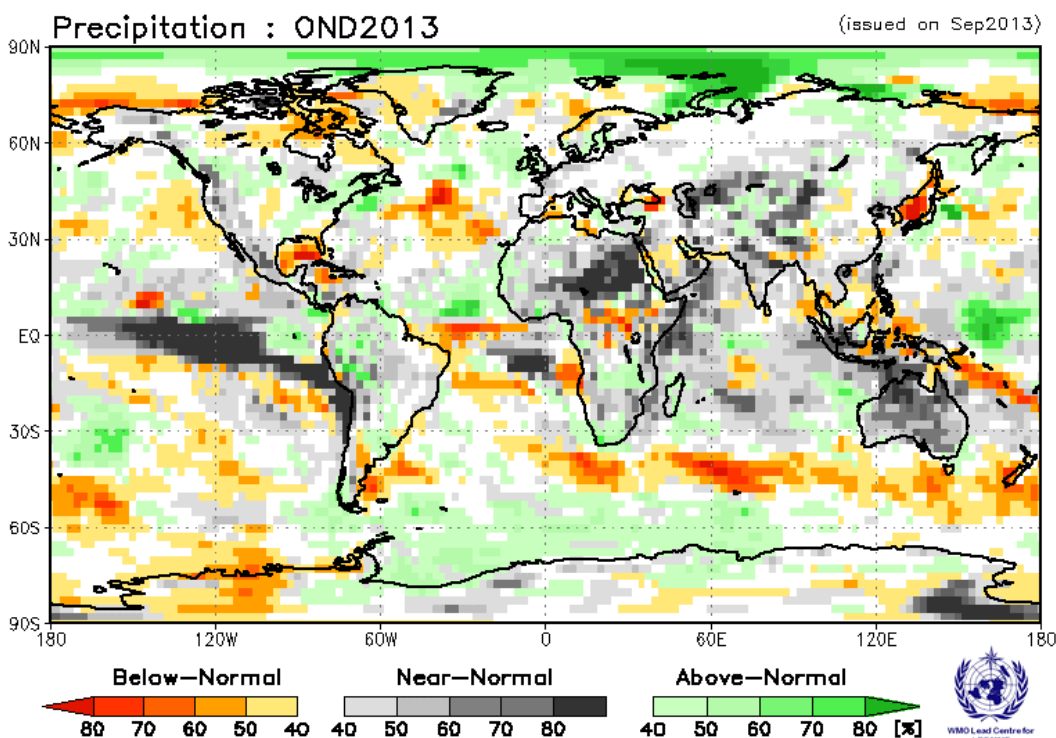 Precipitation : OND2013
(issued on Sep2013)
90N
60N
30N
EQ
30S
60S
90S
180 120W 60W 0 60E 120E 180
Below-Normal Near-Normal Above-Normal
80 70 60 50 40 40 50 60 70 80 40 50 60 70 80 [%]
WMO Lead Centre for